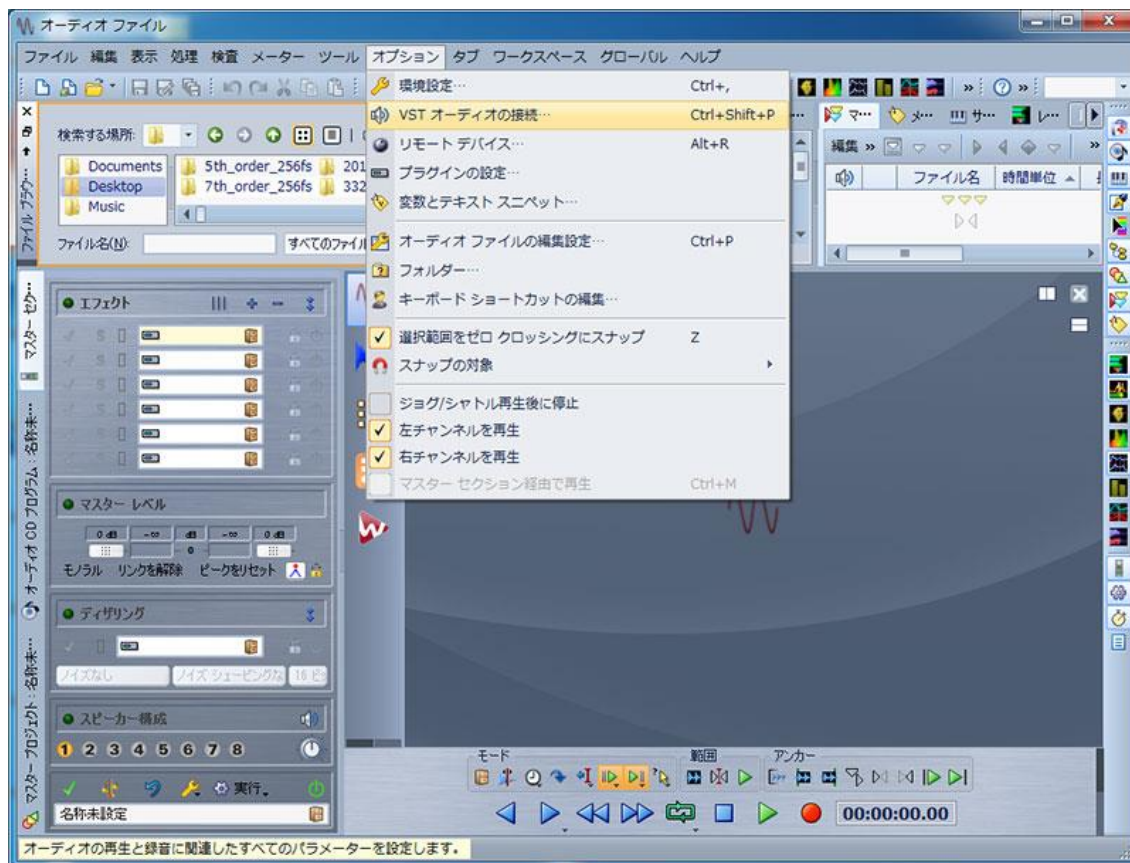 オーディオ ファイル
ファイル 編集 表示 処理 検査 メーター ツール オプション タブ ワークスペース グローバル ヘルプ
環境設定… Ctrl+,
VST オーディオの接続… Ctrl+Shift+P
リモート デバイス… Alt+R
プラグインの設定…
変数とテキスト スニペット…
オーディオ ファイルの編集設定… Ctrl+P
フォルダー…
キーボード ショートカットの編集…
選択範囲をゼロ クロッシングにスナップ Z
スナップの対象
ジョグ/シャトル再生後に停止
左チャンネルを再生
右チャンネルを再生
マスター セクション経由で再生 Ctrl+M
検索する場所:
Documents
Desktop
Music
5th_order_256fs 201
7th_order_256fs 332
ファイル名(N): すべてのファイル
ファイル ブラウ…
マ… メ… サ… レ…
編集 »
ファイル名 時間単位
マスター セク…
オーディオ CD プログラム : 名称未…
マスター プロジェクト : 名称未…
エフェクト
マスター レベル
0 dB -∞ dB -∞ 0 dB
0
モノラル リンクを解除 ピークをリセット
ディザリング
ノイズなし ノイズ シェーピングな 16 ビ
スピーカー構成
1 2 3 4 5 6 7 8
実行
名称未設定
モード 範囲 アンカー
00:00:00.00
オーディオの再生と録音に関連したすべてのパラメーターを設定します。